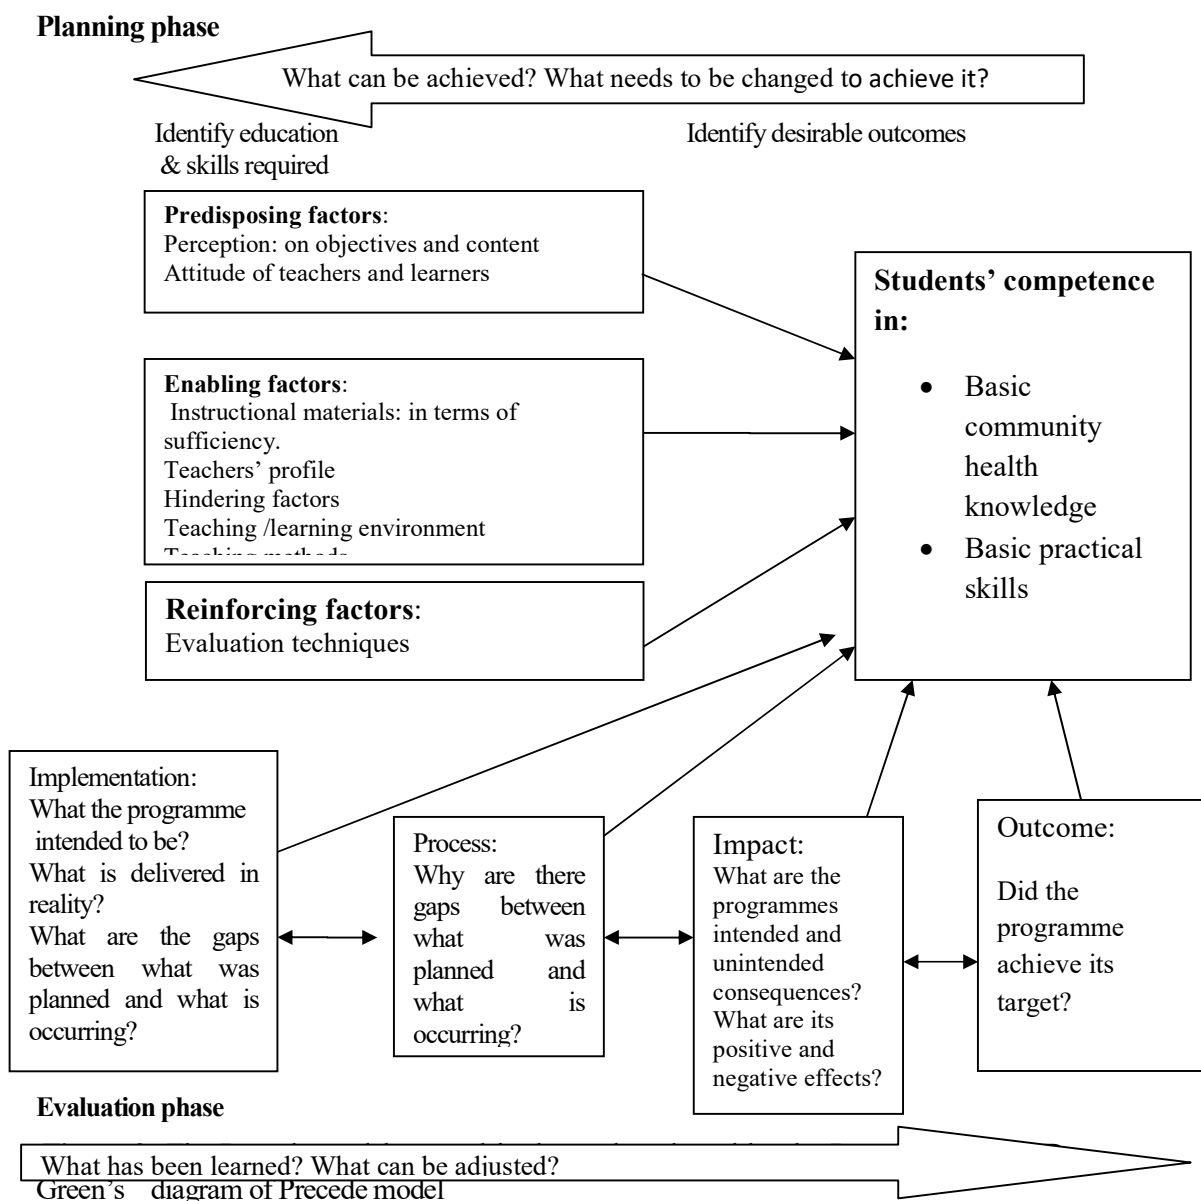 Planning phase
What can be achieved? What needs to be changed to achieve it?
Identify education
& skills required
Identify desirable outcomes
Predisposing factors:
Perception: on objectives and content
Attitude of teachers and learners
Enabling factors:
Instructional materials: in terms of
sufficiency.
Teachers’ profile
Hindering factors
Teaching /learning environment
Teaching methods
Reinforcing factors:
Evaluation techniques
Students’ competence
in:
• Basic
community
health
knowledge
• Basic practical
skills
Implementation:
What the programme
intended to be?
What is delivered in
reality?
What are the gaps
between what was
planned and what is
occurring?
Process:
Why are there
gaps between
what was
planned and
what is
occurring?
Impact:
What are the
programmes
intended and
unintended
consequences?
What are its
positive and
negative effects?
Outcome:
Did the
programme
achieve its
target?
Evaluation phase
What has been learned? What can be adjusted?
Green’s diagram of Precede model